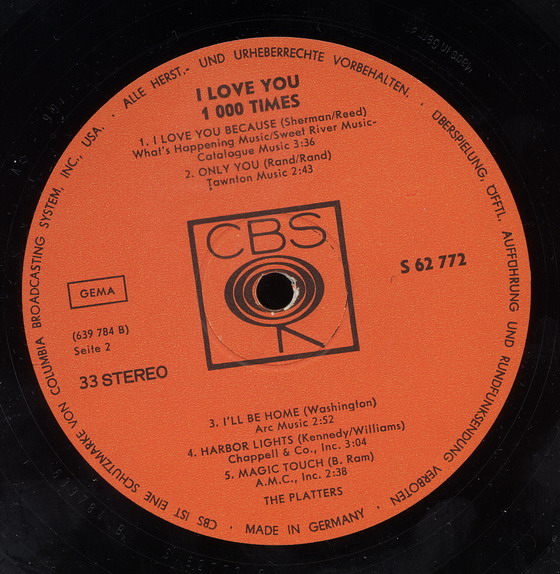 I LOVE YOU
1 000 TIMES
1. I LOVE YOU BECAUSE (Sherman/Reed)
What's Happening Music/Sweet River Music-
Catalogue Music 3:36
2. ONLY YOU (Rand/Rand)
Tawnton Music 2:43
CBS
S 62 772
GEMA
(639 784 B)
Seite 2
33 STEREO
3. I'LL BE HOME (Washington)
Arc Music 2:52
4. HARBOR LIGHTS (Kennedy/Williams)
Chappell & Co., Inc. 3:04
5. MAGIC TOUCH (B. Ram)
A.M.C., Inc. 2:38
THE PLATTERS
CBS IST EINE SCHUTZMARKE VON COLUMBIA BROADCASTING SYSTEM, INC., USA. · ALLE HERST.- UND URHEBERRECHTE VORBEHALTEN. · ÜBERSPIELUNG, ÖFFTL. AUFFÜHRUNG UND RUNDFUNKSENDUNG VERBOTEN · MADE IN GERMANY ·